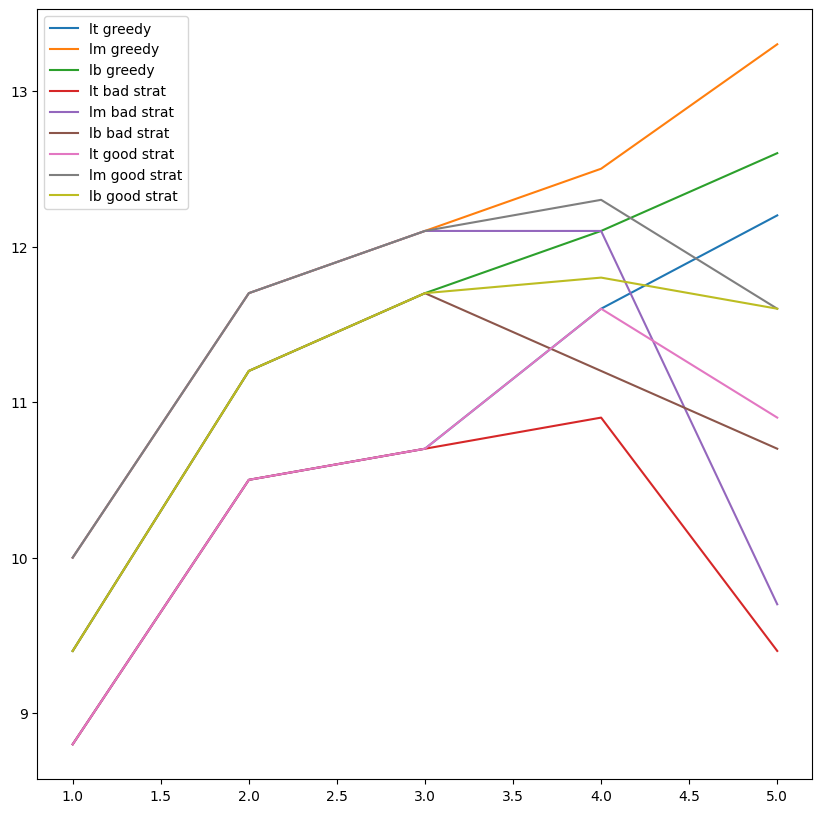 lt greedy
lm greedy
lb greedy
lt bad strat
lm bad strat
lb bad strat
lt good strat
lm good strat
lb good strat
13
12
11
10
9
1.0 1.5 2.0 2.5 3.0 3.5 4.0 4.5 5.0